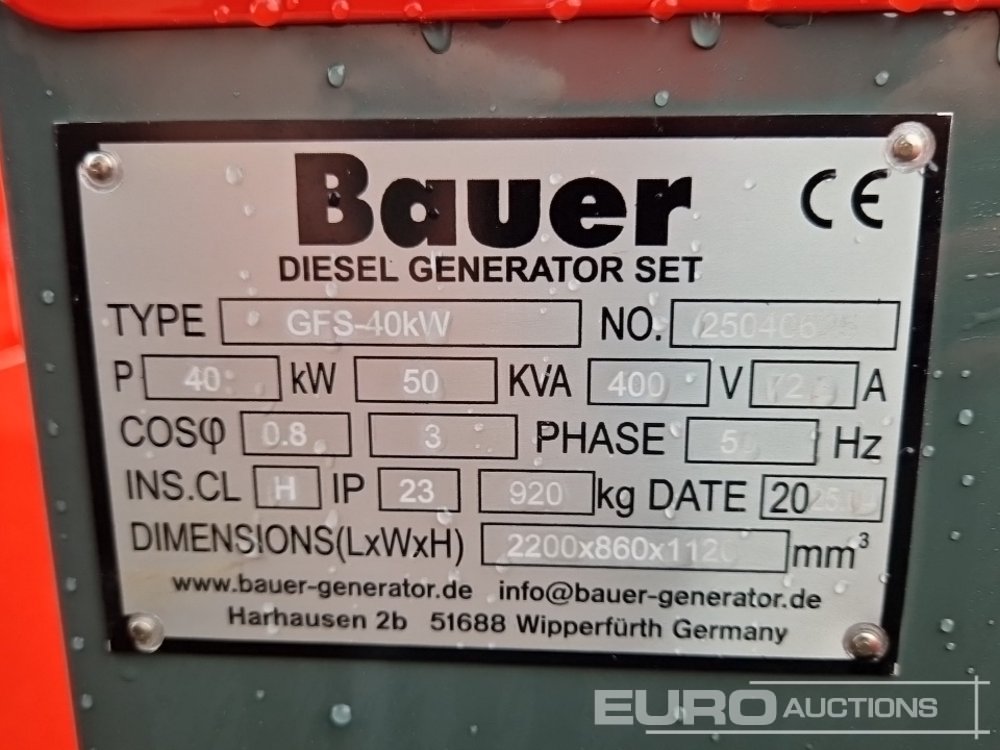 Bauer CE
DIESEL GENERATOR SET
TYPE GFS-40kW NO.
P 40 kW 50 KVA 400 V A
COSφ 0.8 3 PHASE Hz
INS.CL H IP 23 920 kg DATE 20
DIMENSIONS(LxWxH) 2200x860x1120 mm³
www.bauer-generator.de info@bauer-generator.de
Harhausen 2b 51688 Wipperfürth Germany
EURO AUCTIONS